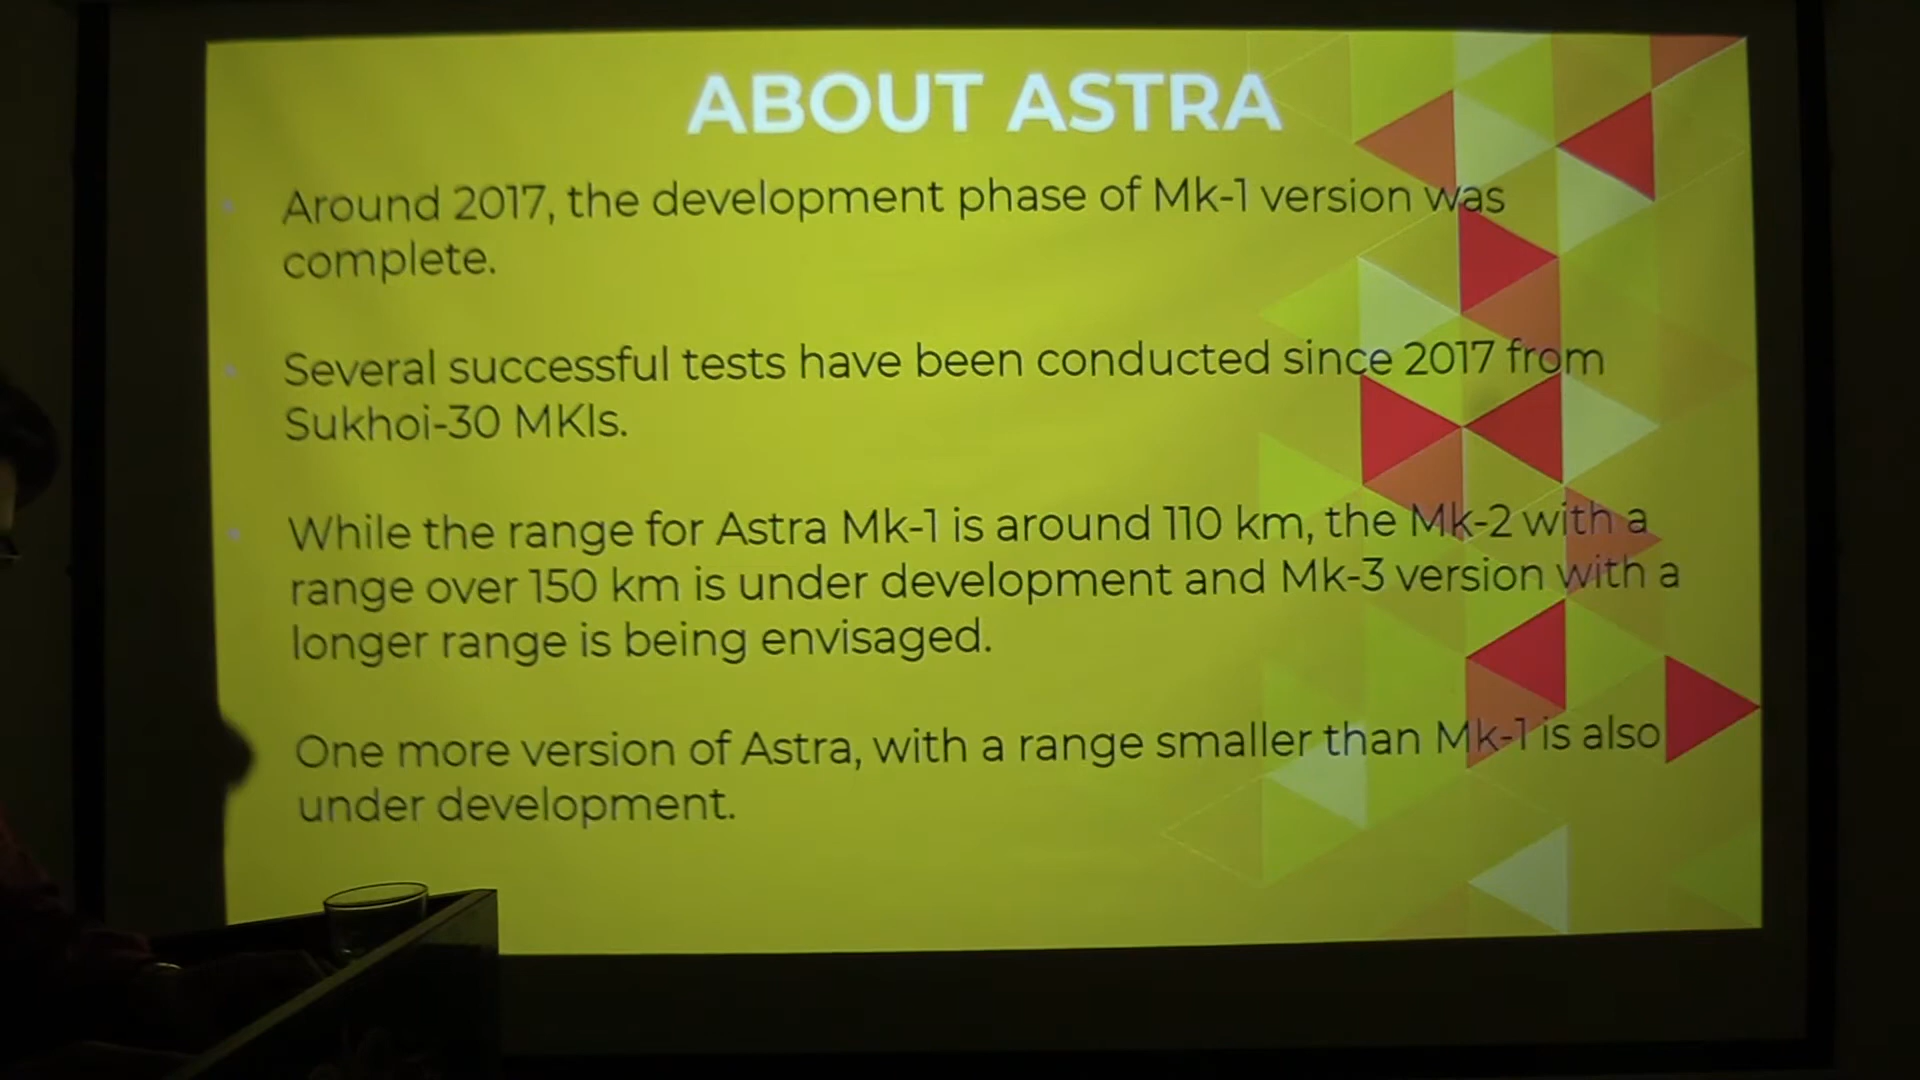 ABOUT ASTRA
Around 2017, the development phase of Mk-1 version was
complete.
Several successful tests have been conducted since 2017 from
Sukhoi-30 MKIs.
While the range for Astra Mk-1 is around 110 km, the Mk-2 with a
range over 150 km is under development and Mk-3 version with a
longer range is being envisaged.
One more version of Astra, with a range smaller than Mk-1 is also
under development.